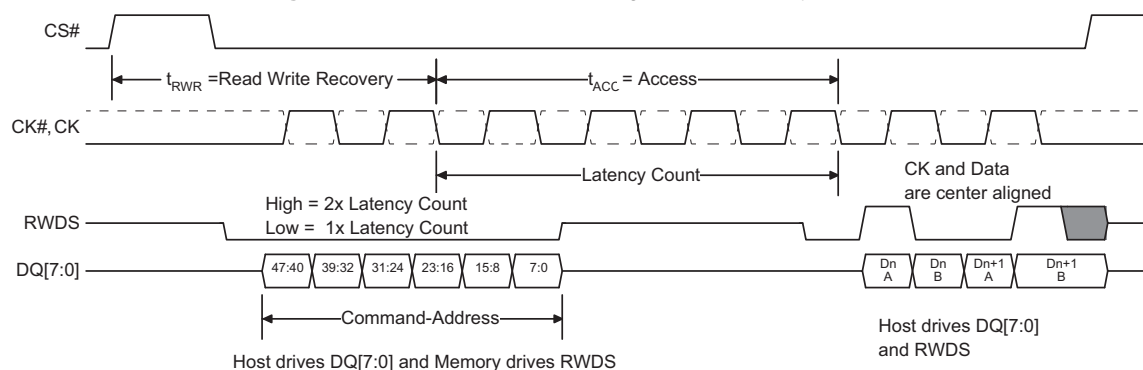 CS#
tRWR =Read Write Recovery
tACC = Access
CK#, CK
Latency Count
CK and Data
are center aligned
High = 2x Latency Count
Low = 1x Latency Count
RWDS
DQ[7:0]
47:40 39:32 31:24 23:16 15:8 7:0
Dn A
Dn B
Dn+1 A
Dn+1 B
Command-Address
Host drives DQ[7:0]
and RWDS
Host drives DQ[7:0] and Memory drives RWDS